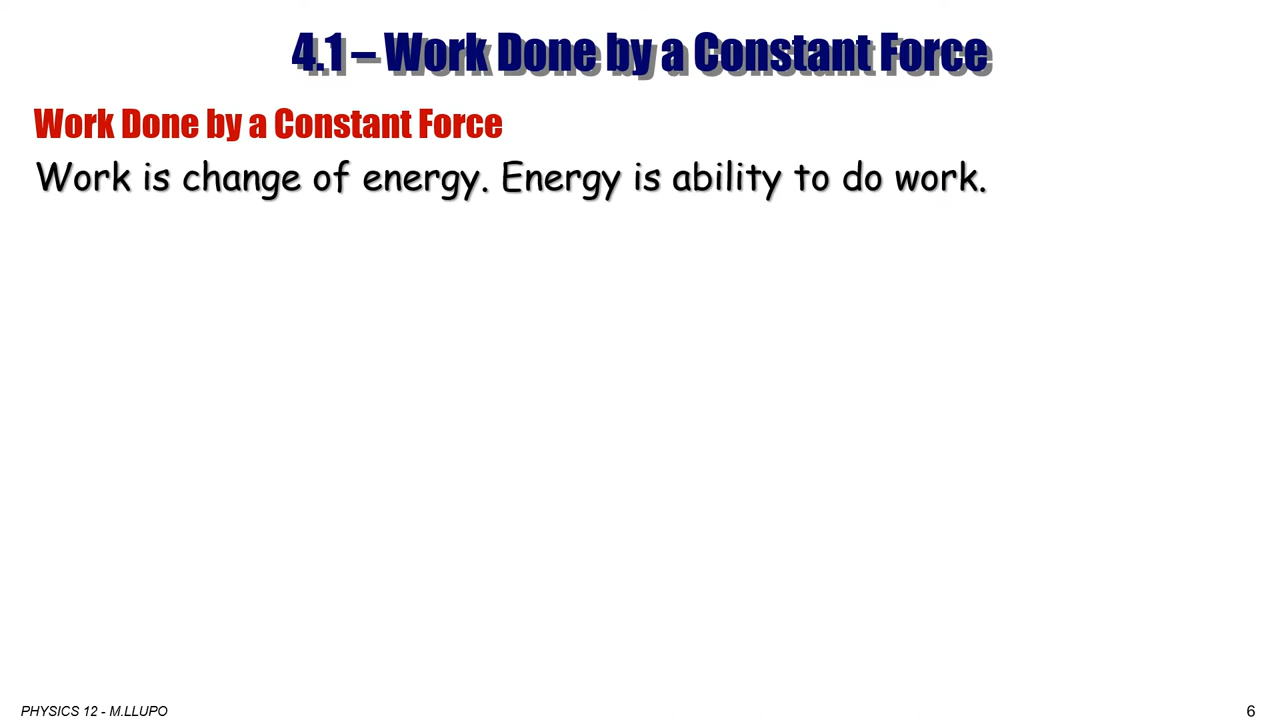 4.1 – Work Done by a Constant Force
Work Done by a Constant Force
Work is change of energy. Energy is ability to do work.
PHYSICS 12 - M.LLUPO
6